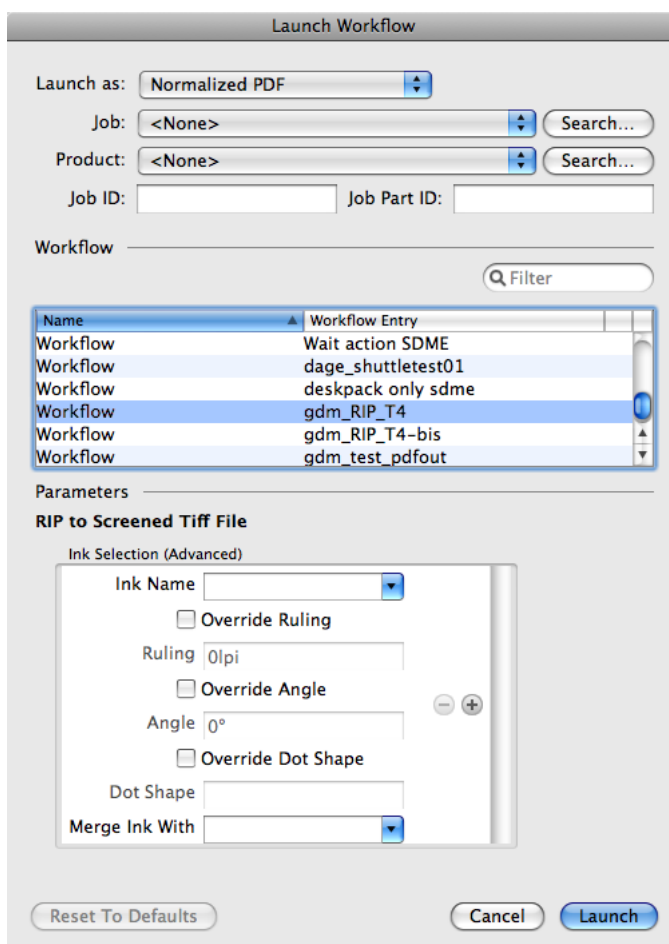 Launch Workflow
Launch as: Normalized PDF
Job: <None> Search...
Product: <None> Search...
Job ID: Job Part ID:
Workflow
Filter
Name Workflow Entry
Workflow Wait action SDME
Workflow dage_shuttletest01
Workflow deskpack only sdme
Workflow gdm_RIP_T4
Workflow gdm_RIP_T4-bis
Workflow gdm_test_pdfout
Parameters
RIP to Screened Tiff File
Ink Selection (Advanced)
Ink Name
Override Ruling
Ruling 0lpi
Override Angle
Angle 0°
Override Dot Shape
Dot Shape
Merge Ink With
Reset To Defaults Cancel Launch